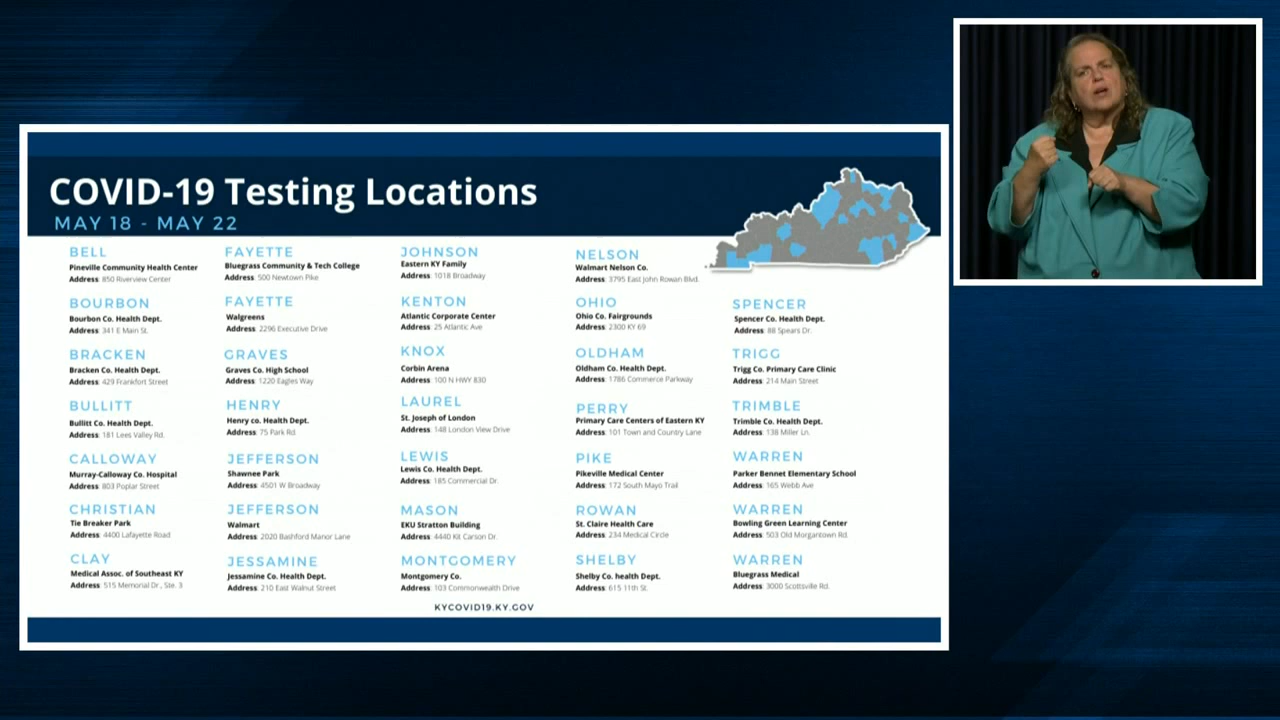 COVID-19 Testing Locations
MAY 18 - MAY 22
BELL
Pineville Community Health Center
Address: 850 Riverview Center
BOURBON
Bourbon Co. Health Dept.
Address: 341 E Main St.
BRACKEN
Bracken Co. Health Dept.
Address: 429 Frankfort Street
BULLITT
Bullitt Co. Health Dept.
Address: 181 Lees Valley Rd.
CALLOWAY
Murray-Calloway Co. Hospital
Address: 803 Poplar Street
CHRISTIAN
Tie Breaker Park
Address: 4400 Lafayette Road
CLAY
Medical Assoc. of Southeast KY
Address: 515 Memorial Dr., Ste. 3
FAYETTE
Bluegrass Community & Tech College
Address: 500 Newtown Pike
FAYETTE
Walgreens
Address: 2296 Executive Drive
GRAVES
Graves Co. High School
Address: 1220 Eagles Way
HENRY
Henry co. Health Dept.
Address: 75 Park Rd.
JEFFERSON
Shawnee Park
Address: 4501 W Broadway
JEFFERSON
Walmart
Address: 2020 Bashford Manor Lane
JESSAMINE
Jessamine Co. Health Dept.
Address: 210 East Walnut Street
JOHNSON
Eastern KY Family
Address: 1018 Broadway
KENTON
Atlantic Corporate Center
Address: 25 Atlantic Ave
KNOX
Corbin Arena
Address: 100 N HWY 830
LAUREL
St. Joseph of London
Address: 148 London View Drive
LEWIS
Lewis Co. Health Dept.
Address: 185 Commercial Dr.
MASON
EKU Stratton Building
Address: 4440 Kit Carson Dr.
MONTGOMERY
Montgomery Co.
Address: 103 Commonwealth Drive
NELSON
Walmart Nelson Co.
Address: 3795 East John Rowan Blvd.
OHIO
Ohio Co. Fairgrounds
Address: 2300 KY 69
OLDHAM
Oldham Co. Health Dept.
Address: 1786 Commerce Parkway
PERRY
Primary Care Centers of Eastern KY
Address: 101 Town and Country Lane
PIKE
Pikeville Medical Center
Address: 172 South Mayo Trail
ROWAN
St. Claire Health Care
Address: 234 Medical Circle
SHELBY
Shelby Co. health Dept.
Address: 615 11th St.
SPENCER
Spencer Co. Health Dept.
Address: 88 Spears Dr.
TRIGG
Trigg Co. Primary Care Clinic
Address: 214 Main Street
TRIMBLE
Trimble Co. Health Dept.
Address: 138 Miller Ln.
WARREN
Parker Bennet Elementary School
Address: 165 Webb Ave
WARREN
Bowling Green Learning Center
Address: 503 Old Morgantown Rd.
WARREN
Bluegrass Medical
Address: 3000 Scottsville Rd.
KYCOVID19.KY.GOV